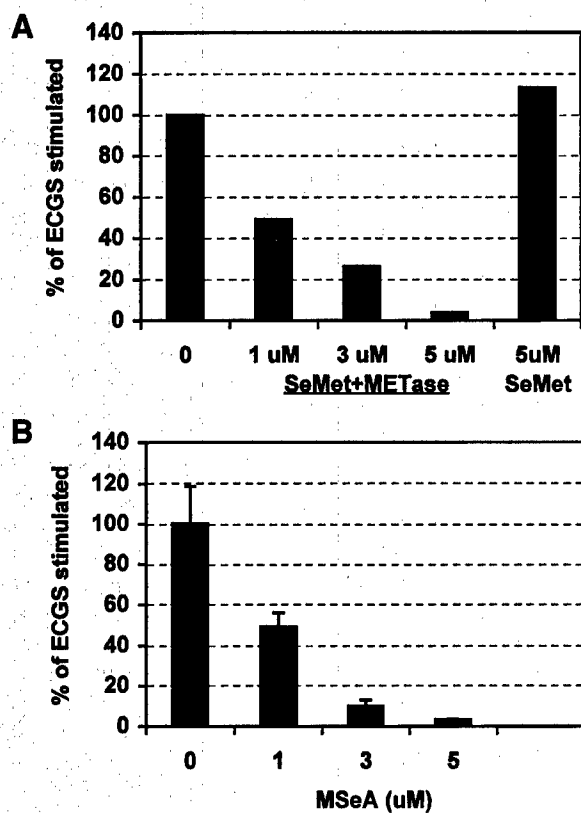 A
% of ECGS stimulated
140
120
100
80
60
40
20
0
0 1 uM 3 uM 5 uM 5uM
SeMet+METase SeMet
B
% of ECGS stimulated
140
120
100
80
60
40
20
0
0 1 3 5
MSeA (uM)